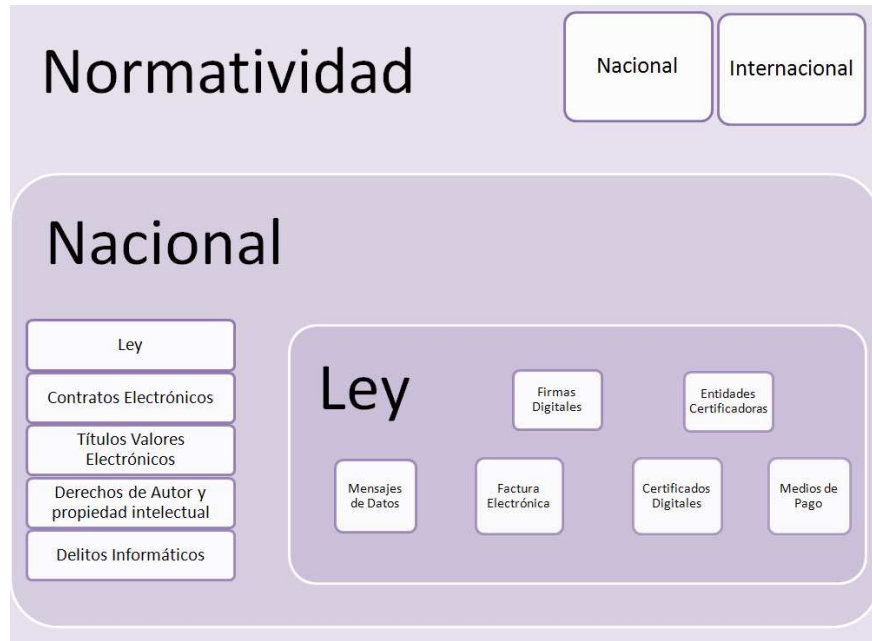 Normatividad
Nacional
Internacional
Nacional
Ley
Contratos Electrónicos
Títulos Valores
Electrónicos
Derechos de Autor y
propiedad intelectual
Delitos Informáticos
Ley
Firmas
Digitales
Entidades
Certificadoras
Mensajes
de Datos
Factura
Electrónica
Certificados
Digitales
Medios de
Pago